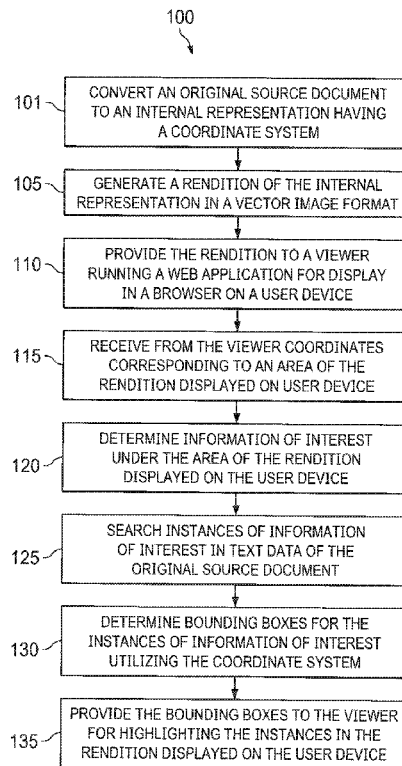 100
101
CONVERT AN ORIGINAL SOURCE DOCUMENT
TO AN INTERNAL REPRESENTATION HAVING
A COORDINATE SYSTEM
105
GENERATE A RENDITION OF THE INTERNAL
REPRESENTATION IN A VECTOR IMAGE FORMAT
110
PROVIDE THE RENDITION TO A VIEWER
RUNNING A WEB APPLICATION FOR DISPLAY
IN A BROWSER ON A USER DEVICE
115
RECEIVE FROM THE VIEWER COORDINATES
CORRESPONDING TO AN AREA OF THE
RENDITION DISPLAYED ON USER DEVICE
120
DETERMINE INFORMATION OF INTEREST
UNDER THE AREA OF THE RENDITION
DISPLAYED ON THE USER DEVICE
125
SEARCH INSTANCES OF INFORMATION
OF INTEREST IN TEXT DATA OF THE
ORIGINAL SOURCE DOCUMENT
130
DETERMINE BOUNDING BOXES FOR THE
INSTANCES OF INFORMATION OF INTEREST
UTILIZING THE COORDINATE SYSTEM
135
PROVIDE THE BOUNDING BOXES TO THE VIEWER
FOR HIGHLIGHTING THE INSTANCES IN THE
RENDITION DISPLAYED ON THE USER DEVICE